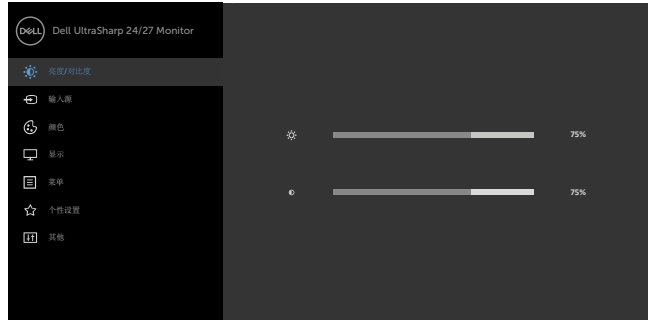 DELL
Dell UltraSharp 24/27 Monitor
亮度/对比度
输入源
颜色
75%
显示
菜单
75%
个性设置
其他